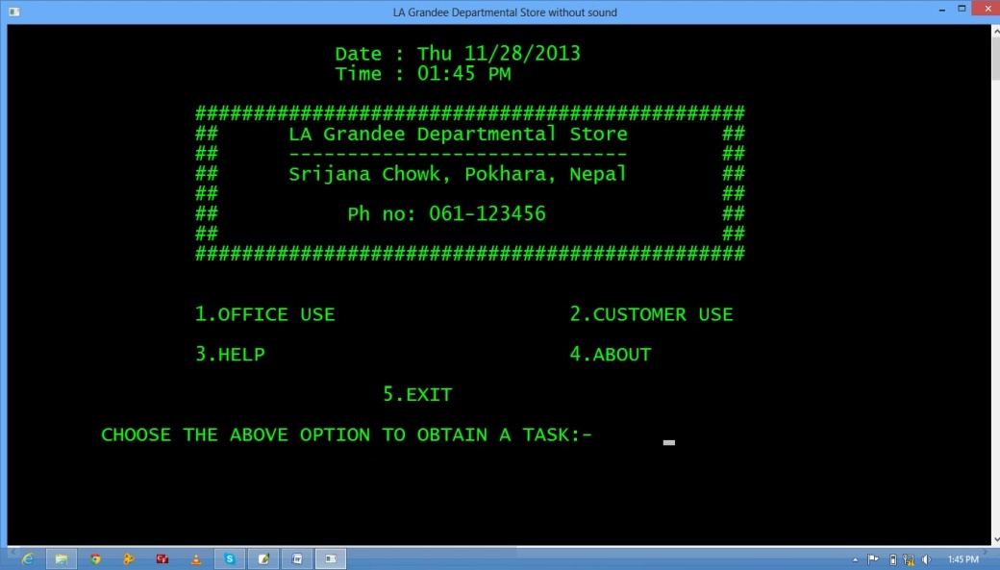 LA Grandee Departmental Store without sound
Date : Thu 11/28/2013
Time : 01:45 PM
###############################################
## LA Grandee Departmental Store ##
## ----------------------------- ##
## Srijana Chowk, Pokhara, Nepal ##
## ##
## Ph no: 061-123456 ##
## ##
###############################################
1.OFFICE USE 2.CUSTOMER USE
3.HELP 4.ABOUT
5.EXIT
CHOOSE THE ABOVE OPTION TO OBTAIN A TASK:-
1:45 PM